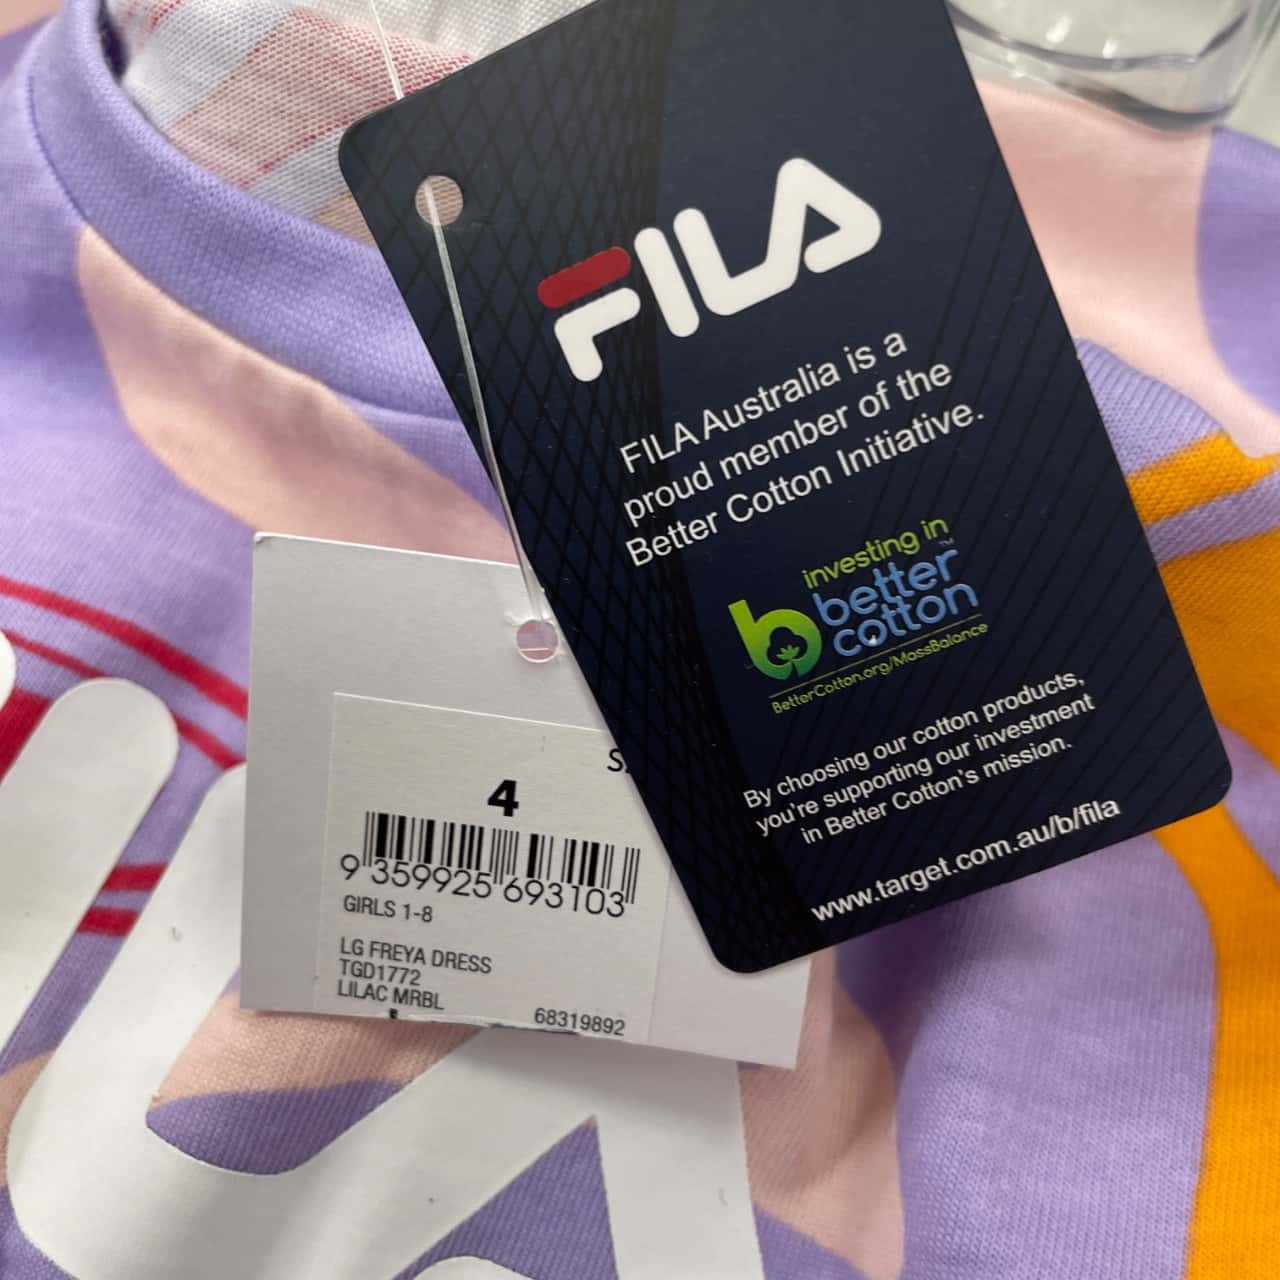 FILA
FILA Australia is a
proud member of the
Better Cotton Initiative.
investing in
better
cotton
™
BetterCotton.org/MassBalance
By choosing our cotton products,
you're supporting our investment
in Better Cotton's mission.
www.target.com.au/b/fila
4
9 359925 693103
GIRLS 1-8
LG FREYA DRESS
TGD1772
LILAC MRBL
68319892